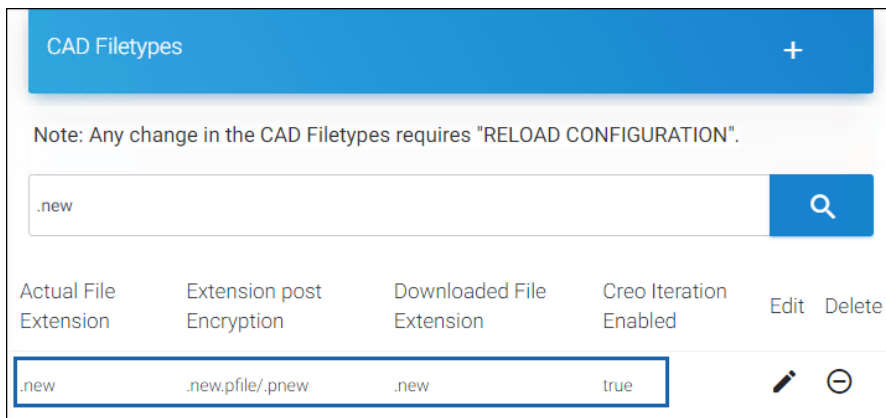 CAD Filetypes +
Note: Any change in the CAD Filetypes requires "RELOAD CONFIGURATION".
.new
Actual File Extension post Downloaded File Creo Iteration Edit Delete
Extension Encryption Extension Enabled
.new .new.pfile/.pnew .new true